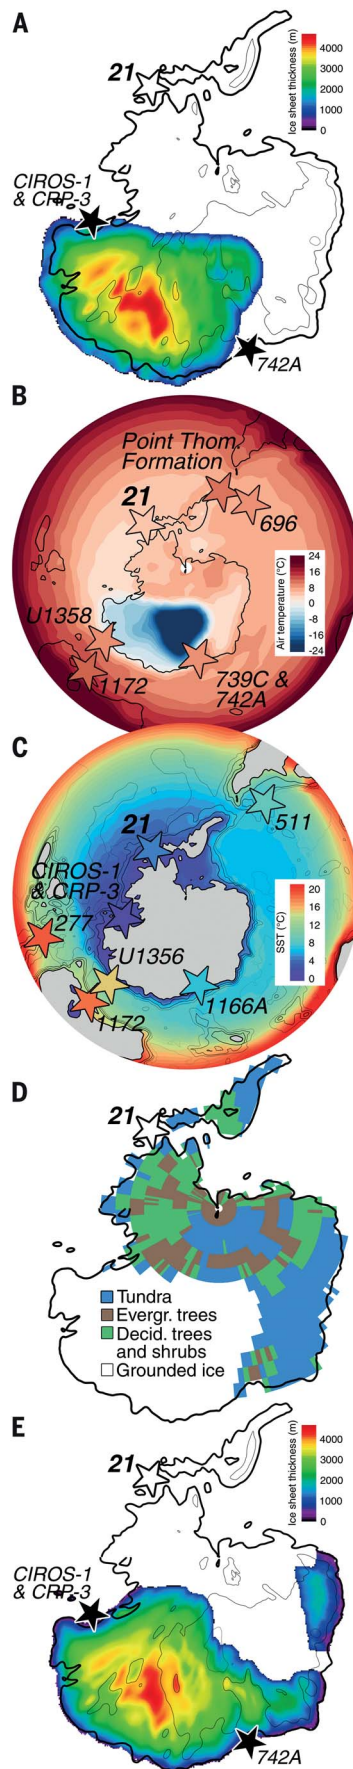 A
21
Ice sheet thickness (m)
4000
3000
2000
1000
0
CIROS-1
& CRP-3
742A
B
Point Thom.
Formation
21
696
Air temperature (°C)
24
16
8
0
-8
-16
-24
U1358
1172
739C &
742A
C
21
511
CIROS-1
& CRP-3
277
U1356
1172
1166A
SST (°C)
20
16
12
8
4
0
D
21
Tundra
Evergr. trees
Decid. trees
and shrubs
Grounded ice
E
21
Ice sheet thickness (m)
4000
3000
2000
1000
0
CIROS-1
& CRP-3
742A